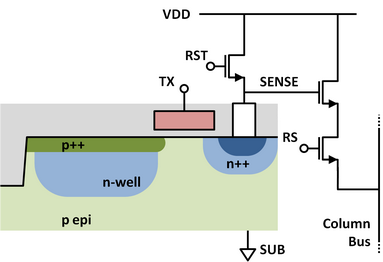 VDD
RST
TX
SENSE
p++
RS
n++
n-well
p epi
Column
Bus
SUB